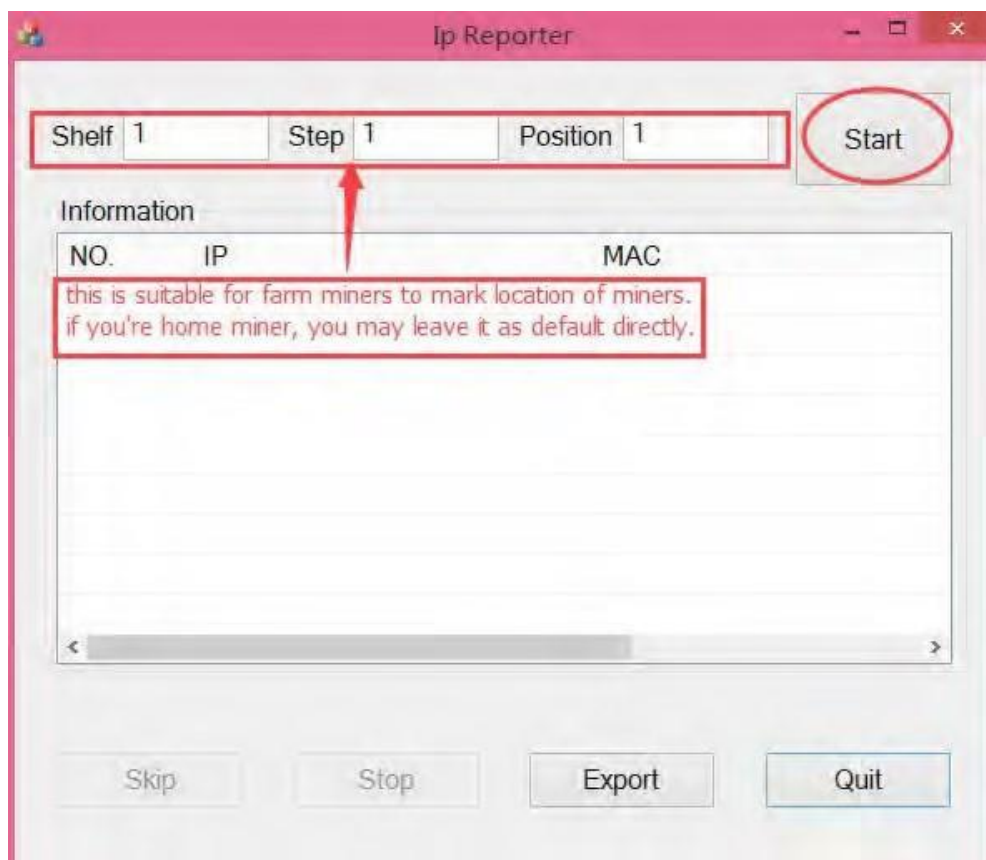 Ip Reporter
Shelf 1 Step 1 Position 1 Start
Information
NO. IP MAC
this is suitable for farm miners to mark location of miners.
if you're home miner, you may leave it as default directly.
Skip Stop Export Quit